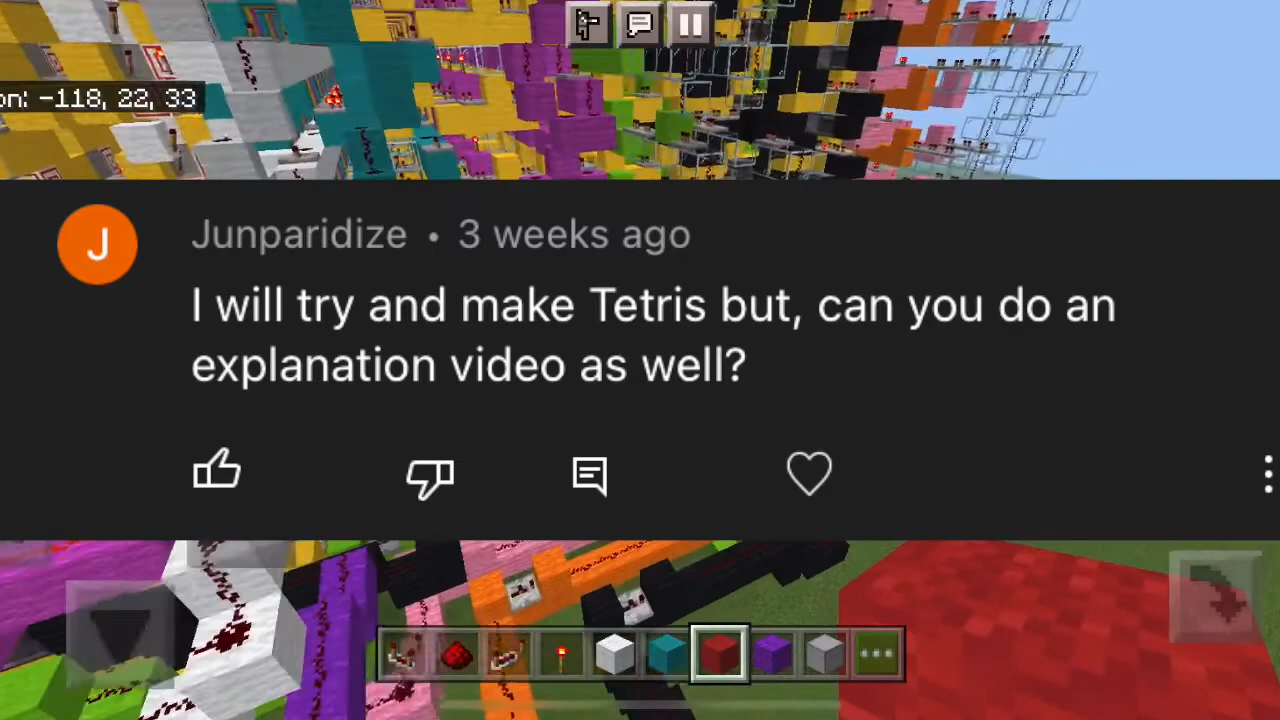 on: -118, 22, 33
J
Junparidize • 3 weeks ago
I will try and make Tetris but, can you do an
explanation video as well?